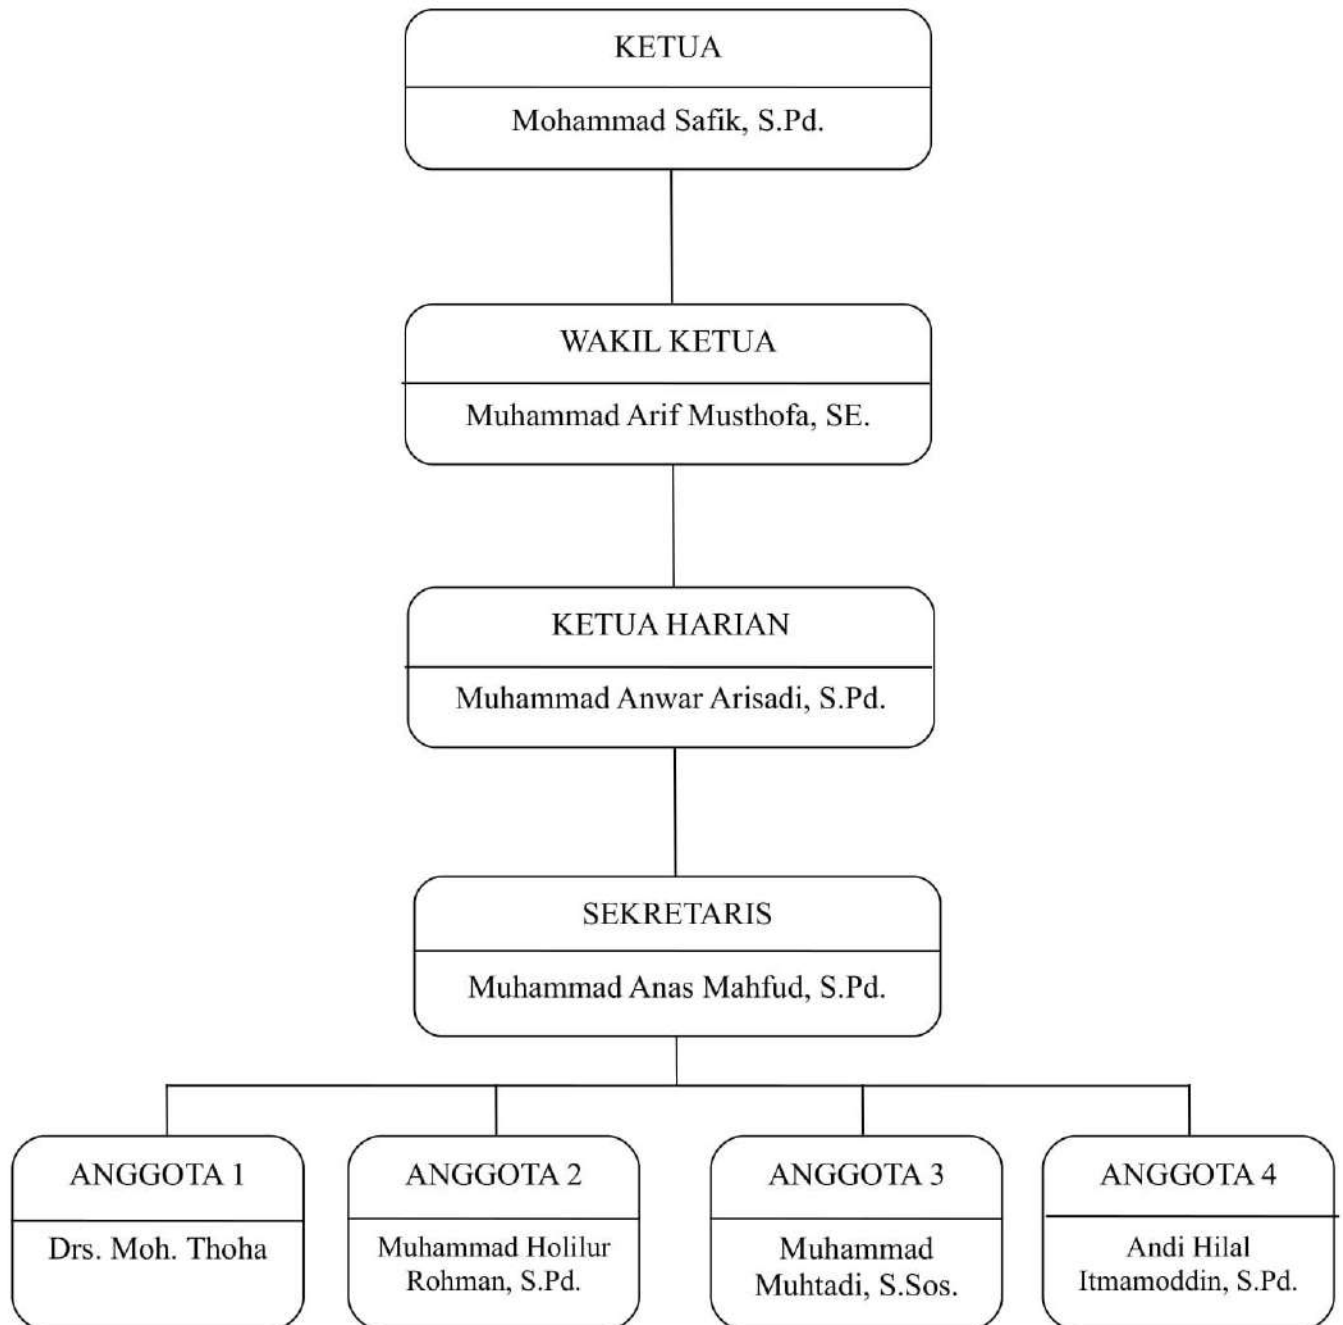 KETUA
Mohammad Safik, S.Pd.
WAKIL KETUA
Muhammad Arif Musthofa, SE.
KETUA HARIAN
Muhammad Anwar Arisadi, S.Pd.
SEKRETARIS
Muhammad Anas Mahfud, S.Pd.
ANGGOTA 1
Drs. Moh. Thoha
ANGGOTA 2
Muhammad Holilur
Rohman, S.Pd.
ANGGOTA 3
Muhammad
Muhtadi, S.Sos.
ANGGOTA 4
Andi Hilal
Itmamoddin, S.Pd.